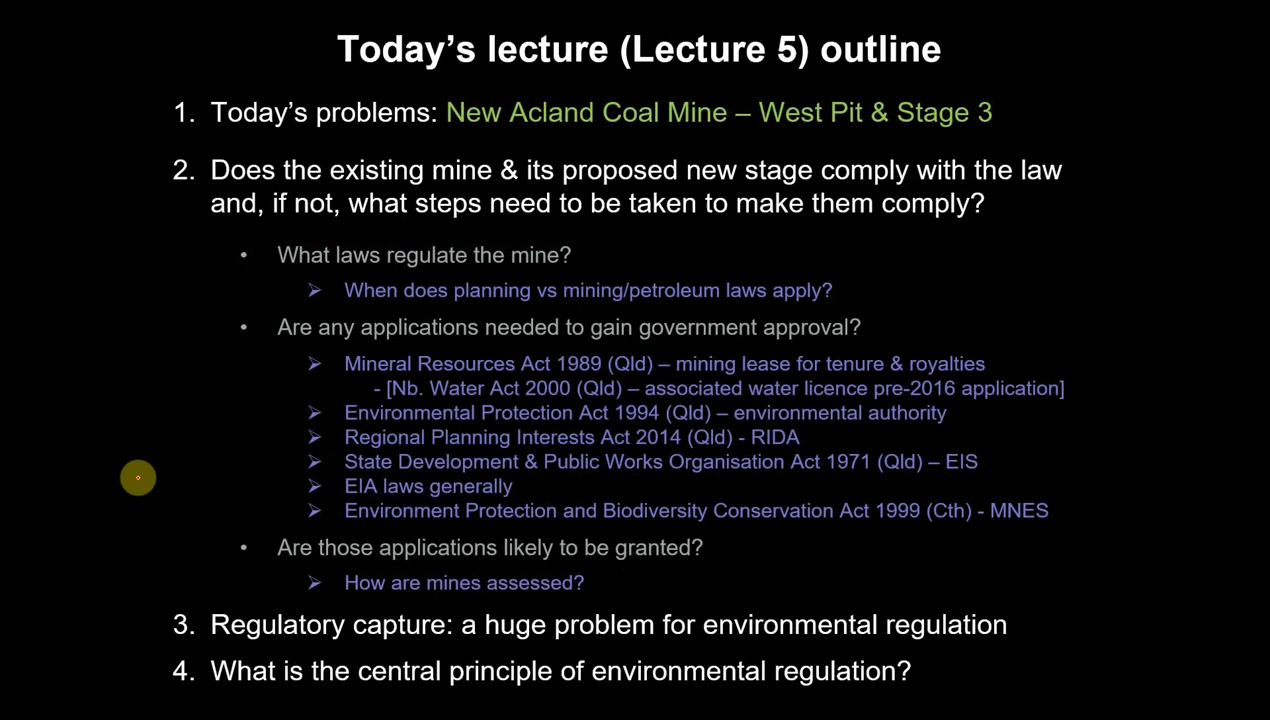 Today’s lecture (Lecture 5) outline
1. Today’s problems: New Acland Coal Mine – West Pit & Stage 3
2. Does the existing mine & its proposed new stage comply with the law
and, if not, what steps need to be taken to make them comply?
• What laws regulate the mine?
➢ When does planning vs mining/petroleum laws apply?
• Are any applications needed to gain government approval?
➢ Mineral Resources Act 1989 (Qld) – mining lease for tenure & royalties
- [Nb. Water Act 2000 (Qld) – associated water licence pre-2016 application]
➢ Environmental Protection Act 1994 (Qld) – environmental authority
➢ Regional Planning Interests Act 2014 (Qld) - RIDA
➢ State Development & Public Works Organisation Act 1971 (Qld) – EIS
➢ EIA laws generally
➢ Environment Protection and Biodiversity Conservation Act 1999 (Cth) - MNES
• Are those applications likely to be granted?
➢ How are mines assessed?
3. Regulatory capture: a huge problem for environmental regulation
4. What is the central principle of environmental regulation?